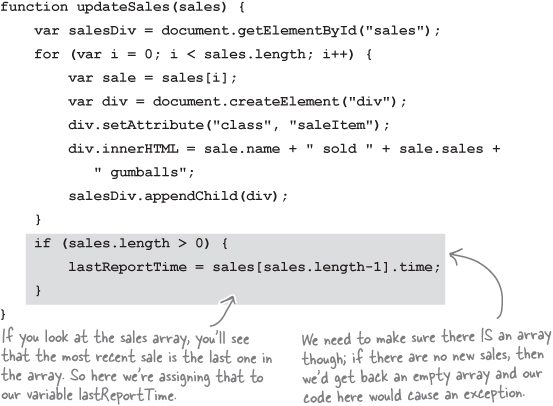 function updateSales(sales) {
var salesDiv = document.getElementById("sales");
for (var i = 0; i < sales.length; i++) {
var sale = sales[i];
var div = document.createElement("div");
div.setAttribute("class", "saleItem");
div.innerHTML = sale.name + " sold " + sale.sales +
" gumballs";
salesDiv.appendChild(div);
}
if (sales.length > 0) {
lastReportTime = sales[sales.length-1].time;
}
}
If you look at the sales array, you'll see
that the most recent sale is the last one in
the array. So here we're assigning that to
our variable lastReportTime.
We need to make sure there IS an array
though; if there are no new sales, then
we'd get back an empty array and our
code here would cause an exception.